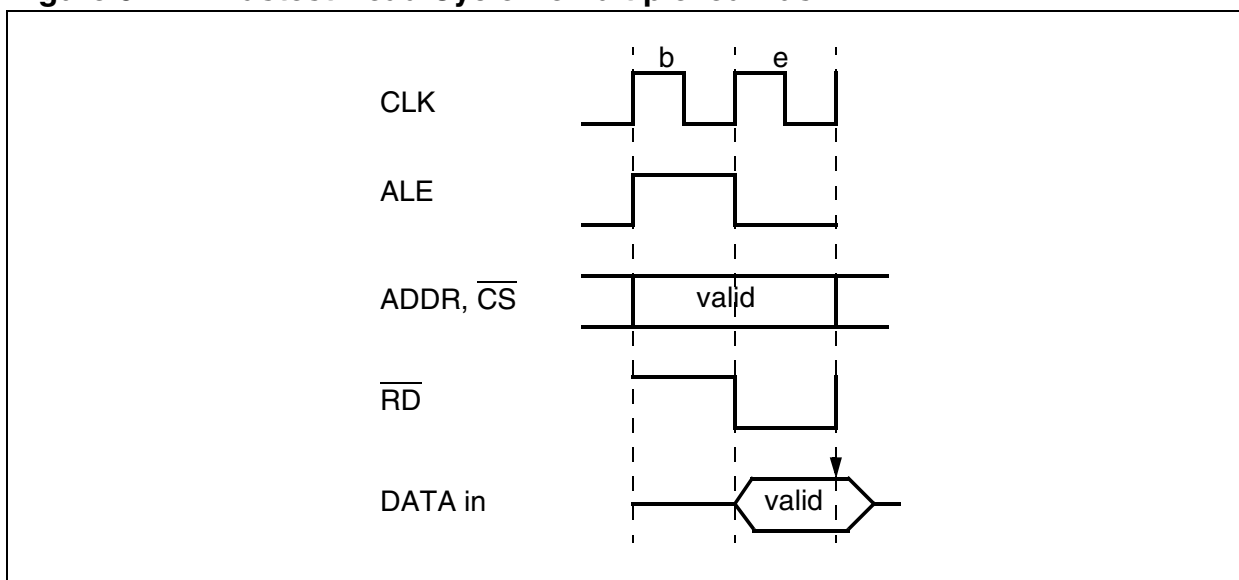 b e
CLK
ALE
ADDR, CS
valid
RD
DATA in
valid